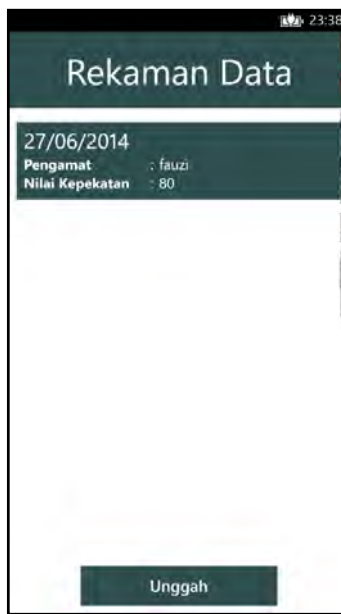 23:38
Rekaman Data
27/06/2014
Pengamat : fauzi
Nilai Kepekatan : 80
Unggah